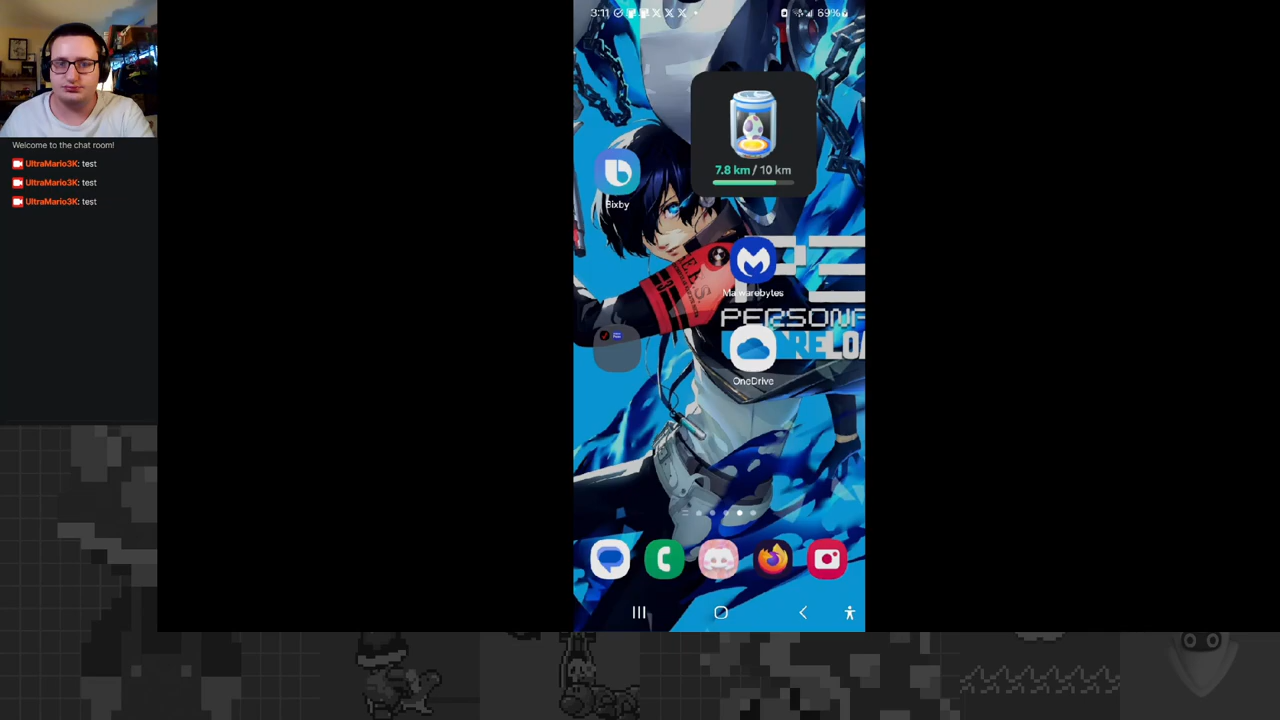 3:11
69%
Welcome to the chat room!
UltraMario3K: test
UltraMario3K: test
UltraMario3K: test
7.8 km / 10 km
Bixby
Malwarebytes
PERSONA
RELOA
OneDrive